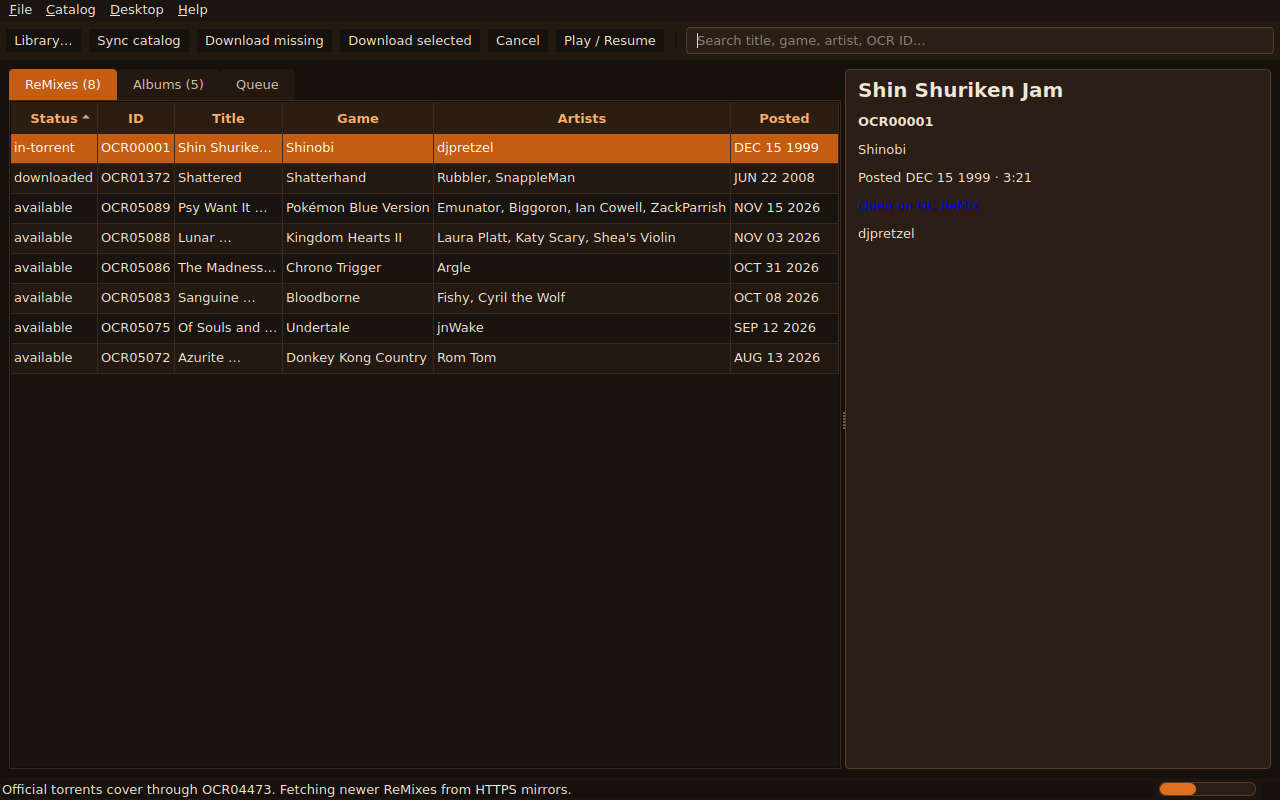 File Catalog Desktop Help
Library... Sync catalog Download missing Download selected Cancel Play / Resume Search title, game, artist, OCR ID...
ReMixes (8) Albums (5) Queue
Status ID Title Game Artists Posted
in-torrent OCR00001 Shin Shurike... Shinobi djpretzel DEC 15 1999
downloaded OCR01372 Shattered Shatterhand Rubbler, SnappleMan JUN 22 2008
available OCR05089 Psy Want It ... Pokémon Blue Version Emunator, Biggoron, Ian Cowell, ZackParrish NOV 15 2026
available OCR05088 Lunar ... Kingdom Hearts II Laura Platt, Katy Scary, Shea's Violin NOV 03 2026
available OCR05086 The Madness... Chrono Trigger Argle OCT 31 2026
available OCR05083 Sanguine ... Bloodborne Fishy, Cyril the Wolf OCT 08 2026
available OCR05075 Of Souls and ... Undertale jnWake SEP 12 2026
available OCR05072 Azurite ... Donkey Kong Country Rom Tom AUG 13 2026
Shin Shuriken Jam
OCR00001
Shinobi
Posted DEC 15 1999 · 3:21
Open on OC ReMix
djpretzel
Official torrents cover through OCR04473. Fetching newer ReMixes from HTTPS mirrors.